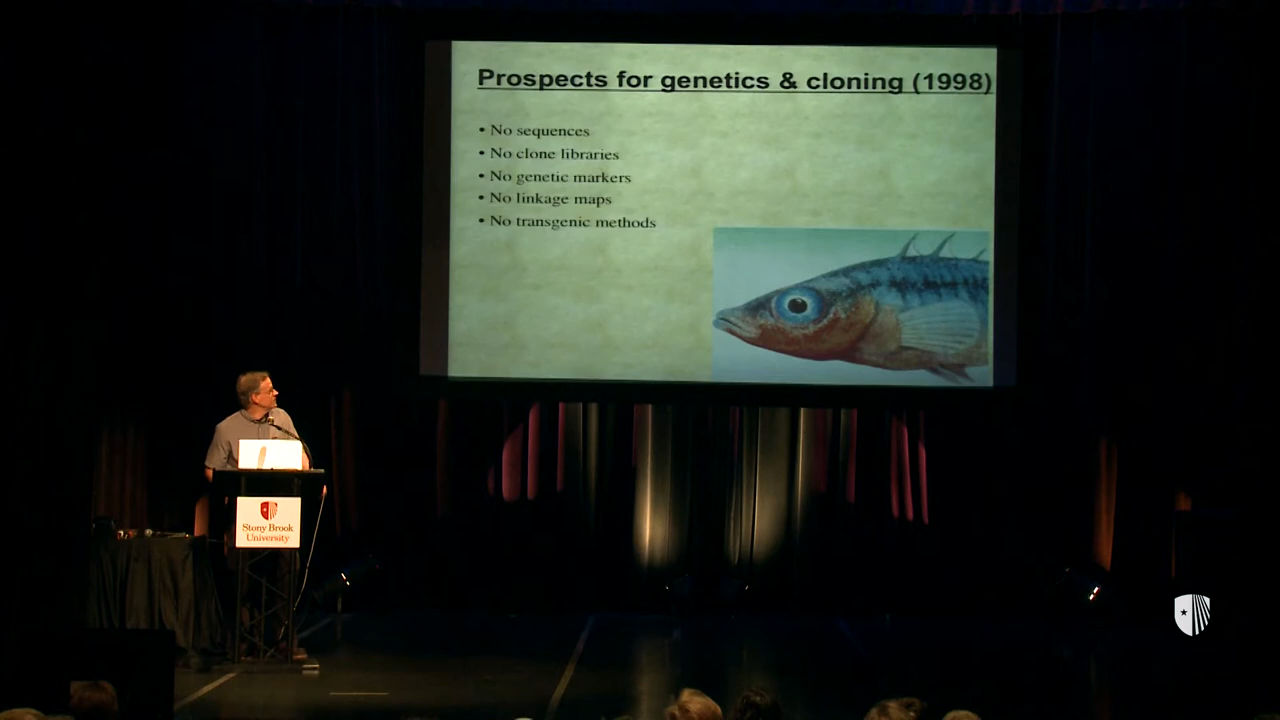 Prospects for genetics & cloning (1998)
• No sequences
• No clone libraries
• No genetic markers
• No linkage maps
• No transgenic methods
Stony Brook
University